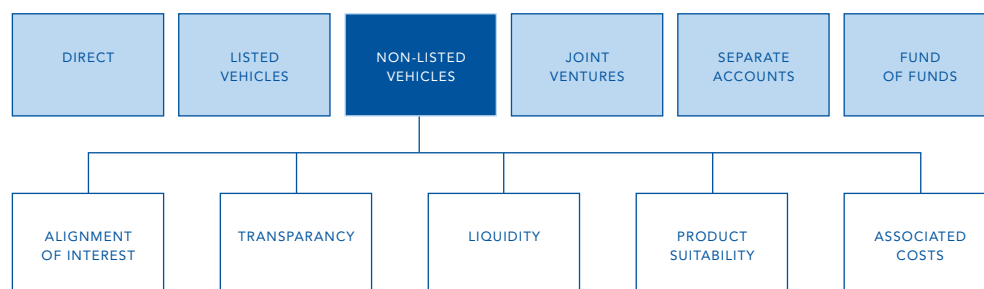 DIRECT
LISTED
VEHICLES
NON-LISTED
VEHICLES
JOINT
VENTURES
SEPARATE
ACCOUNTS
FUND
OF FUNDS
ALIGNMENT
OF INTEREST
TRANSPARANCY
LIQUIDITY
PRODUCT
SUITABILITY
ASSOCIATED
COSTS